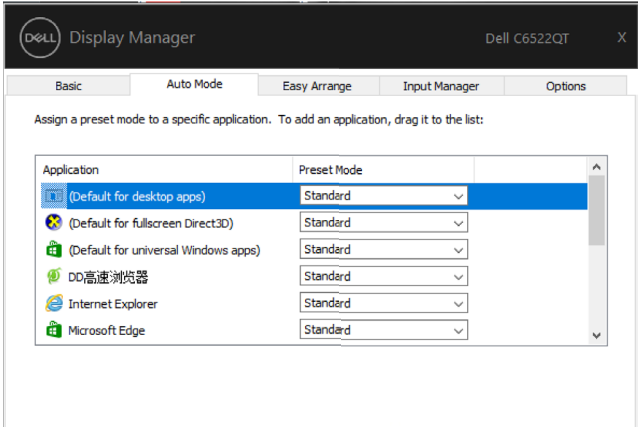 DELL Display Manager Dell C6522QT X
Basic Auto Mode Easy Arrange Input Manager Options
Assign a preset mode to a specific application. To add an application, drag it to the list:
Application Preset Mode
(Default for desktop apps) Standard
(Default for fullscreen Direct3D) Standard
(Default for universal Windows apps) Standard
DD高速浏览器 Standard
Internet Explorer Standard
Microsoft Edge Standard